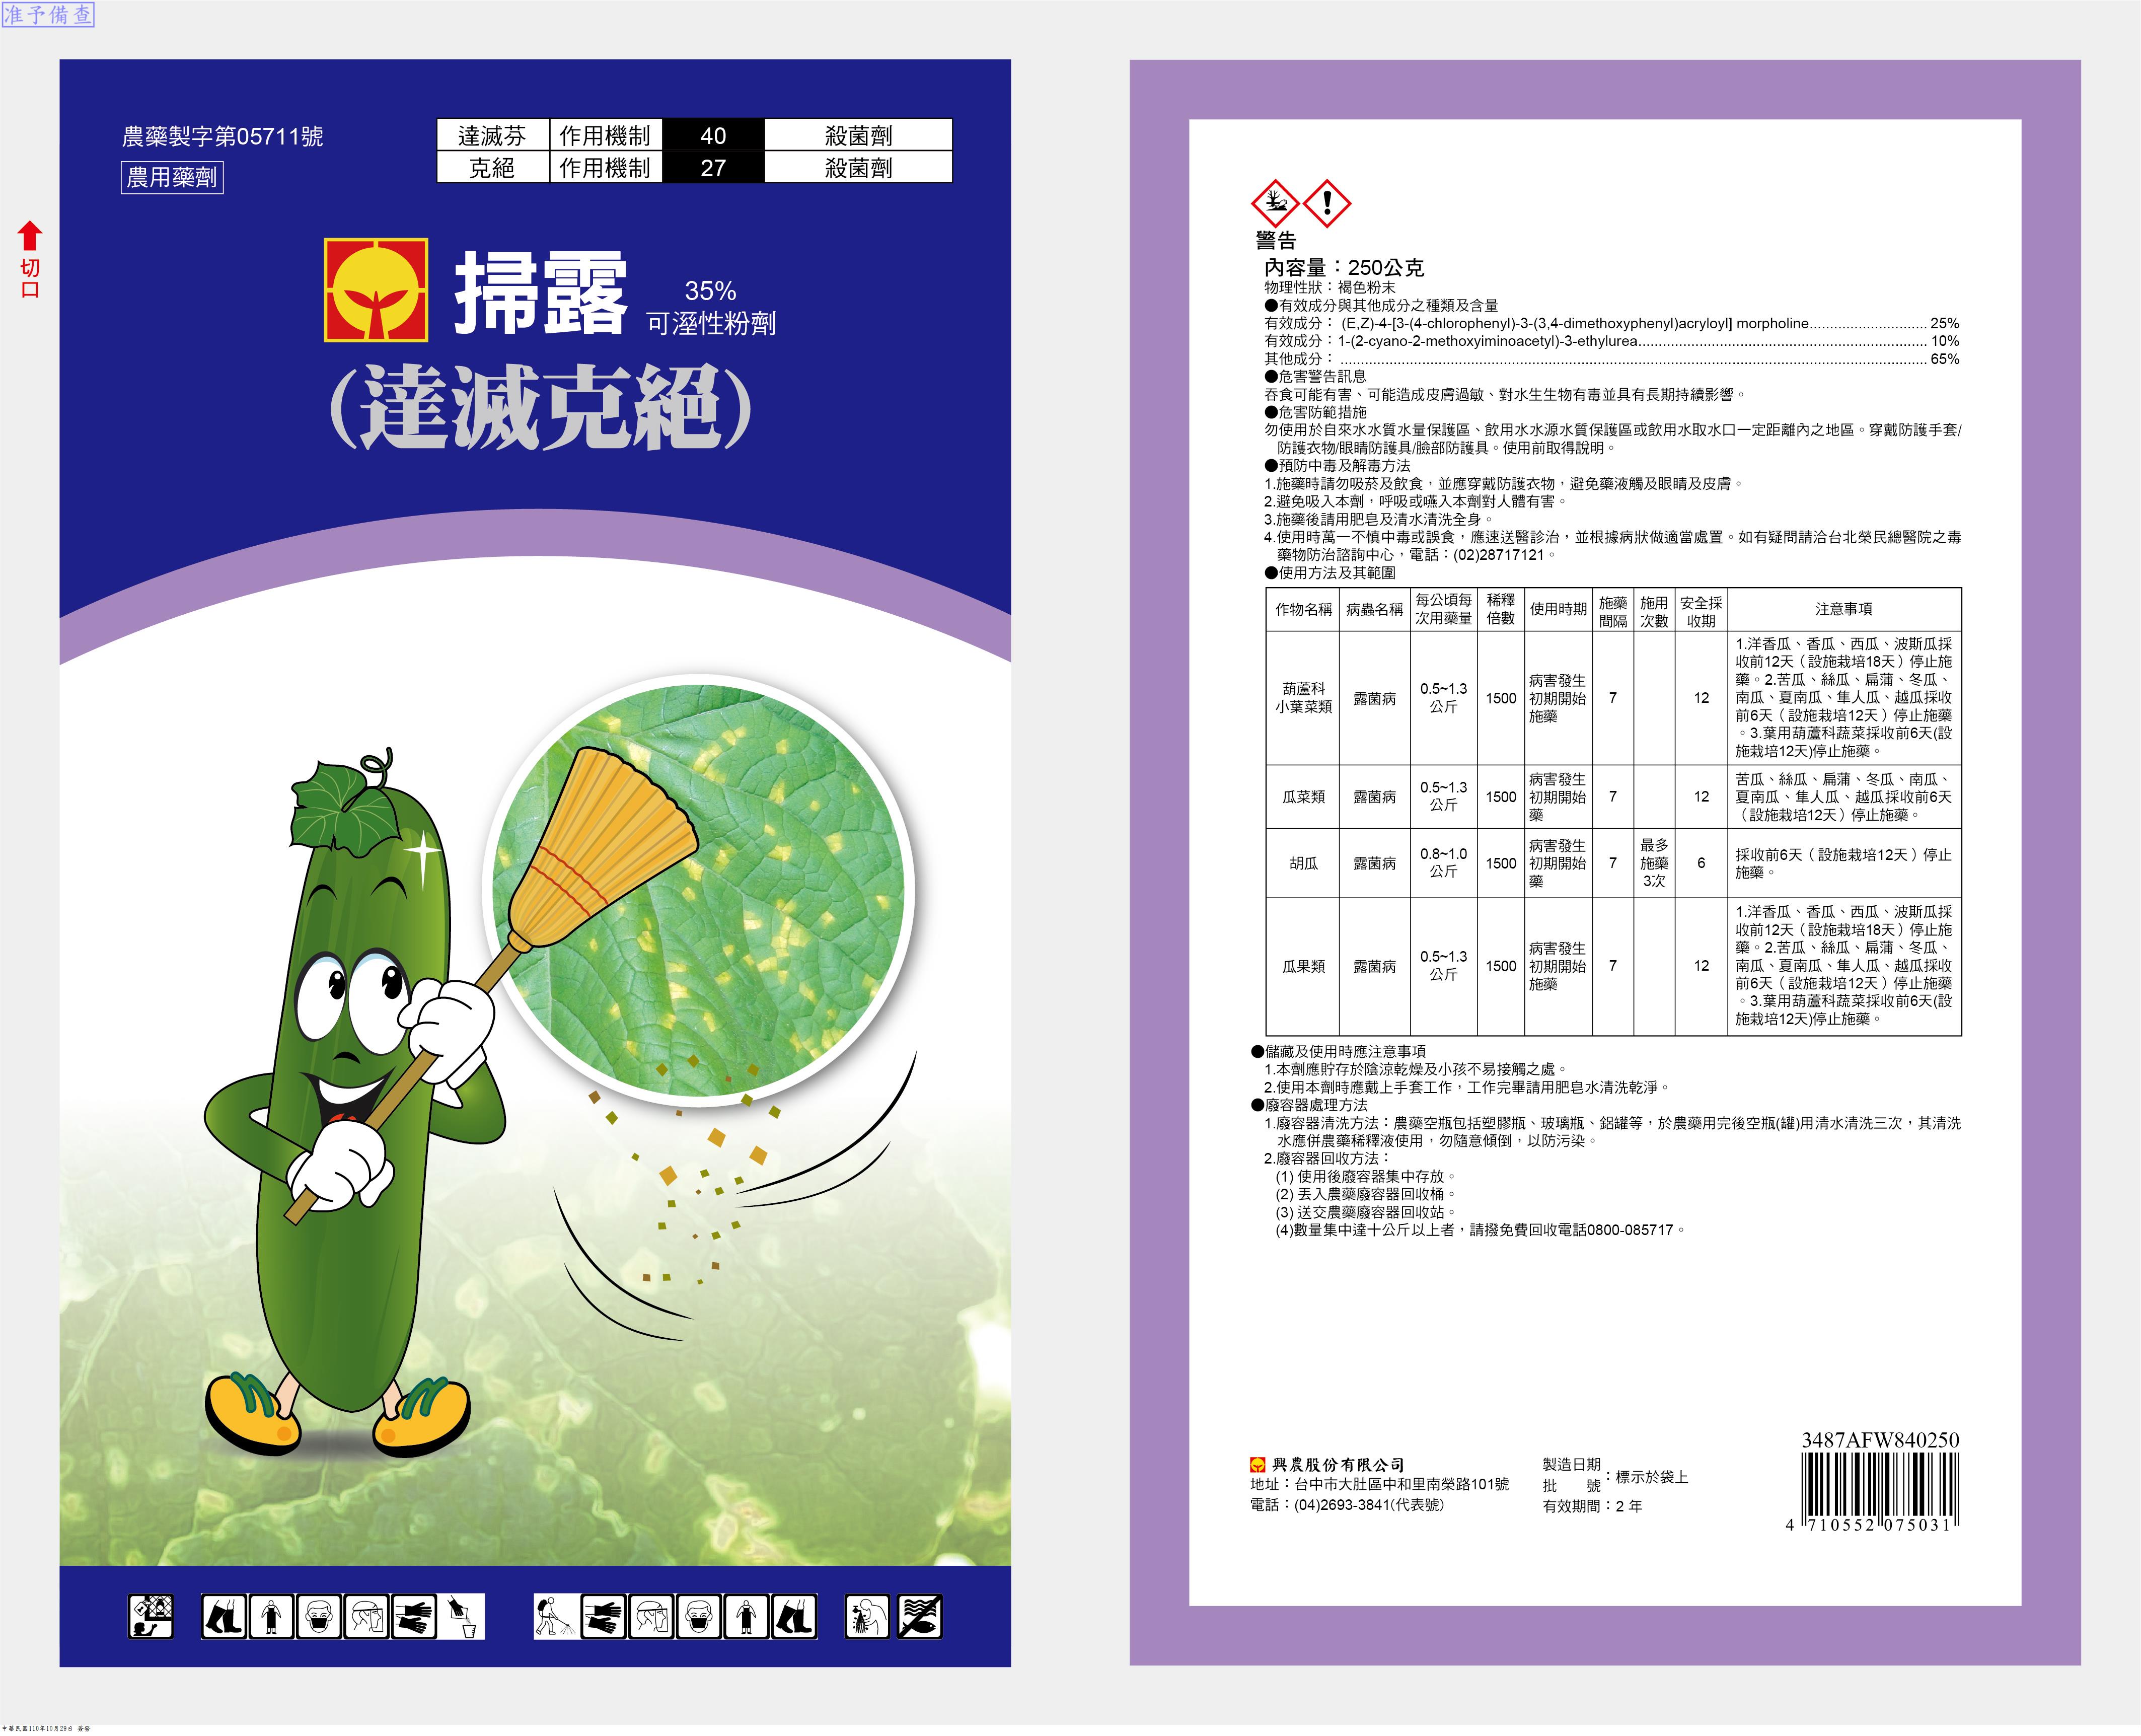 准予備查
農藥製字第05711號
農用藥劑
達滅芬 作用機制 40 殺菌劑
克絕 作用機制 27 殺菌劑
切口
掃露
35%
可溼性粉劑
(達滅克絕)
警告
內容量：250公克
物理性狀：褐色粉末
●有效成分與其他成分之種類及含量
有效成分： (E,Z)-4-[3-(4-chlorophenyl)-3-(3,4-dimethoxyphenyl)acryloyl] morpholine............................. 25%
有效成分：1-(2-cyano-2-methoxyiminoacetyl)-3-ethylurea...................................................................... 10%
其他成分： ............................................................................................................................................... 65%
●危害警告訊息
吞食可能有害、可能造成皮膚過敏、對水生生物有毒並具有長期持續影響。
●危害防範措施
勿使用於自來水水質水量保護區、飲用水水源水質保護區或飲用水取水口一定距離內之地區。穿戴防護手套/
防護衣物/眼睛防護具/臉部防護具。使用前取得說明。
●預防中毒及解毒方法
1.施藥時請勿吸菸及飲食，並應穿戴防護衣物，避免藥液觸及眼睛及皮膚。
2.避免吸入本劑，呼吸或嚥入本劑對人體有害。
3.施藥後請用肥皂及清水清洗全身。
4.使用時萬一不慎中毒或誤食，應速送醫診治，並根據病狀做適當處置。如有疑問請洽台北榮民總醫院之毒
藥物防治諮詢中心，電話：(02)28717121。
●使用方法及其範圍
作物名稱 病蟲名稱 每公頃每 稀釋 使用時期 施藥 施用 安全採 注意事項
次用藥量 倍數 間隔 次數 收期
葫蘆科
小葉菜類
露菌病
0.5~1.3
公斤
1500
病害發生
初期開始
施藥
7
12
1.洋香瓜、香瓜、西瓜、波斯瓜採
收前12天（設施栽培18天）停止施
藥。2.苦瓜、絲瓜、扁蒲、冬瓜、
南瓜、夏南瓜、隼人瓜、越瓜採收
前6天（設施栽培12天）停止施藥
。3.葉用葫蘆科蔬菜採收前6天(設
施栽培12天)停止施藥。
瓜菜類
露菌病
0.5~1.3
公斤
1500
病害發生
初期開始
藥
7
12
苦瓜、絲瓜、扁蒲、冬瓜、南瓜、
夏南瓜、隼人瓜、越瓜採收前6天
（設施栽培12天）停止施藥。
胡瓜
露菌病
0.8~1.0
公斤
1500
病害發生
初期開始
藥
7
最多
施藥
3次
6
採收前6天（設施栽培12天）停止
施藥。
瓜果類
露菌病
0.5~1.3
公斤
1500
病害發生
初期開始
施藥
7
12
1.洋香瓜、香瓜、西瓜、波斯瓜採
收前12天（設施栽培18天）停止施
藥。2.苦瓜、絲瓜、扁蒲、冬瓜、
南瓜、夏南瓜、隼人瓜、越瓜採收
前6天（設施栽培12天）停止施藥
。3.葉用葫蘆科蔬菜採收前6天(設
施栽培12天)停止施藥。
●儲藏及使用時應注意事項
1.本劑應貯存於陰涼乾燥及小孩不易接觸之處。
2.使用本劑時應戴上手套工作，工作完畢請用肥皂水清洗乾淨。
●廢容器處理方法
1.廢容器清洗方法：農藥空瓶包括塑膠瓶、玻璃瓶、鋁罐等，於農藥用完後空瓶(罐)用清水清洗三次，其清洗
水應併農藥稀釋液使用，勿隨意傾倒，以防污染。
2.廢容器回收方法：
(1) 使用後廢容器集中存放。
(2) 丟入農藥廢容器回收桶。
(3) 送交農藥廢容器回收站。
(4)數量集中達十公斤以上者，請撥免費回收電話0800-085717。
興農股份有限公司
地址：台中市大肚區中和里南榮路101號
電話：(04)2693-3841(代表號)
製造日期
批 號
：標示於袋上
有效期間：2 年
3487AFW840250
4 710552 075031
中華民國110年10月29日 簽發